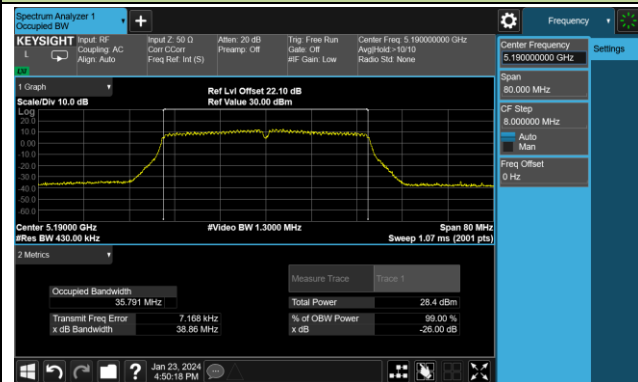 Spectrum Analyzer 1
Occupied BW
Frequency
KEYSIGHT
Input: RF
Coupling: AC
Align: Auto
Input Z: 50 Ω
Corr CCorr
Freq Ref: Int (S)
Atten: 20 dB
Preamp: Off
Trig: Free Run
Gate: Off
#IF Gain: Low
Center Freq: 5.190000000 GHz
Avg|Hold:>10/10
Radio Std: None
L
LXI
Center Frequency
5.190000000 GHz
Settings
Span
80.000 MHz
CF Step
8.000000 MHz
Auto
Man
Freq Offset
0 Hz
1 Graph
Scale/Div 10.0 dB
Ref Lvl Offset 22.10 dB
Ref Value 30.00 dBm
Log
20.0
10.0
0.00
-10.0
-20.0
-30.0
-40.0
-50.0
-60.0
Center 5.19000 GHz
#Res BW 430.00 kHz
#Video BW 1.3000 MHz
Span 80 MHz
Sweep 1.07 ms (2001 pts)
2 Metrics
Measure Trace
Trace 1
Occupied Bandwidth
35.791 MHz
Total Power
28.4 dBm
Transmit Freq Error
7.168 kHz
% of OBW Power
99.00 %
x dB Bandwidth
38.86 MHz
x dB
-26.00 dB
Jan 23, 2024
4:50:18 PM